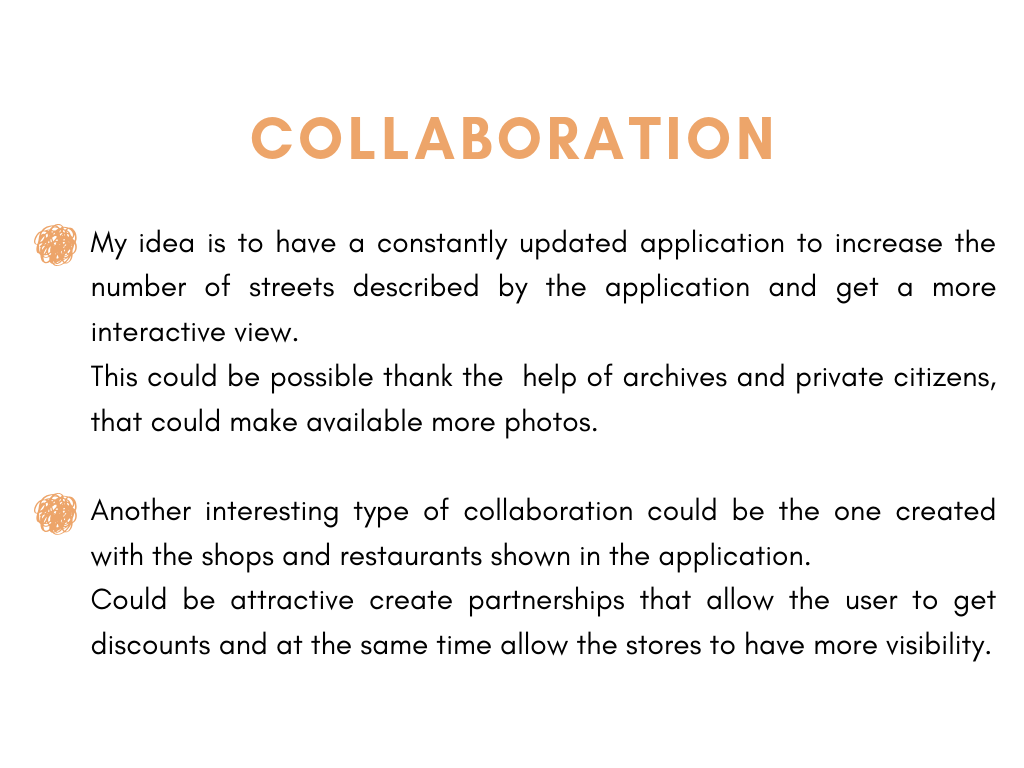 COLLABORATION
My idea is to have a constantly updated application to increase the
number of streets described by the application and get a more
interactive view.
This could be possible thank the  help of archives and private citizens,
that could make available more photos.
Another interesting type of collaboration could be the one created
with the shops and restaurants shown in the application.
Could be attractive create partnerships that allow the user to get
discounts and at the same time allow the stores to have more visibility.